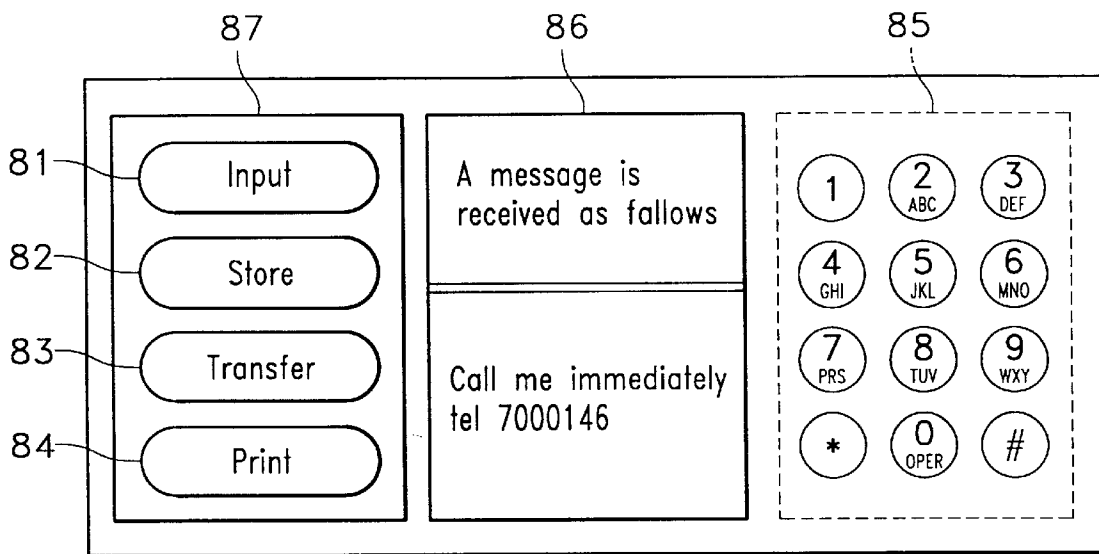 87 86 85
81 Input
82 Store
83 Transfer
84 Print
A message is
received as fallows
Call me immediately
tel 7000146
1 2 3
ABC DEF
4 5 6
GHI JKL MNO
7 8 9
PRS TUV WXY
* 0 #
OPER